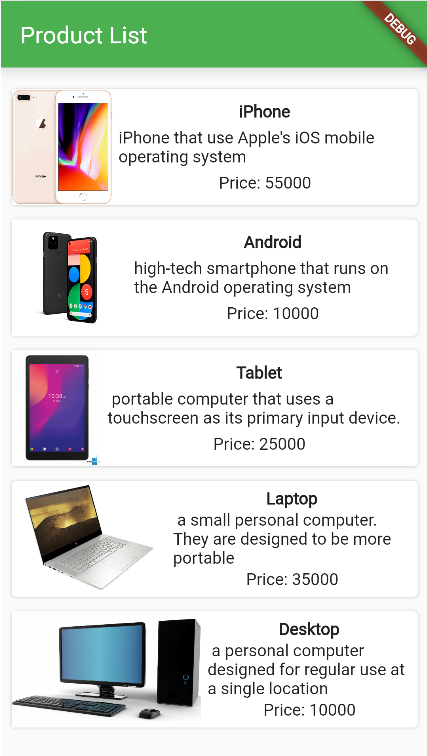 Product List
DEBUG
iPhone
iPhone that use Apple's iOS mobile
operating system
Price: 55000
Android
high-tech smartphone that runs on
the Android operating system
Price: 10000
Tablet
portable computer that uses a
touchscreen as its primary input device.
Price: 25000
Laptop
a small personal computer.
They are designed to be more
portable
Price: 35000
Desktop
a personal computer
designed for regular use at
a single location
Price: 10000